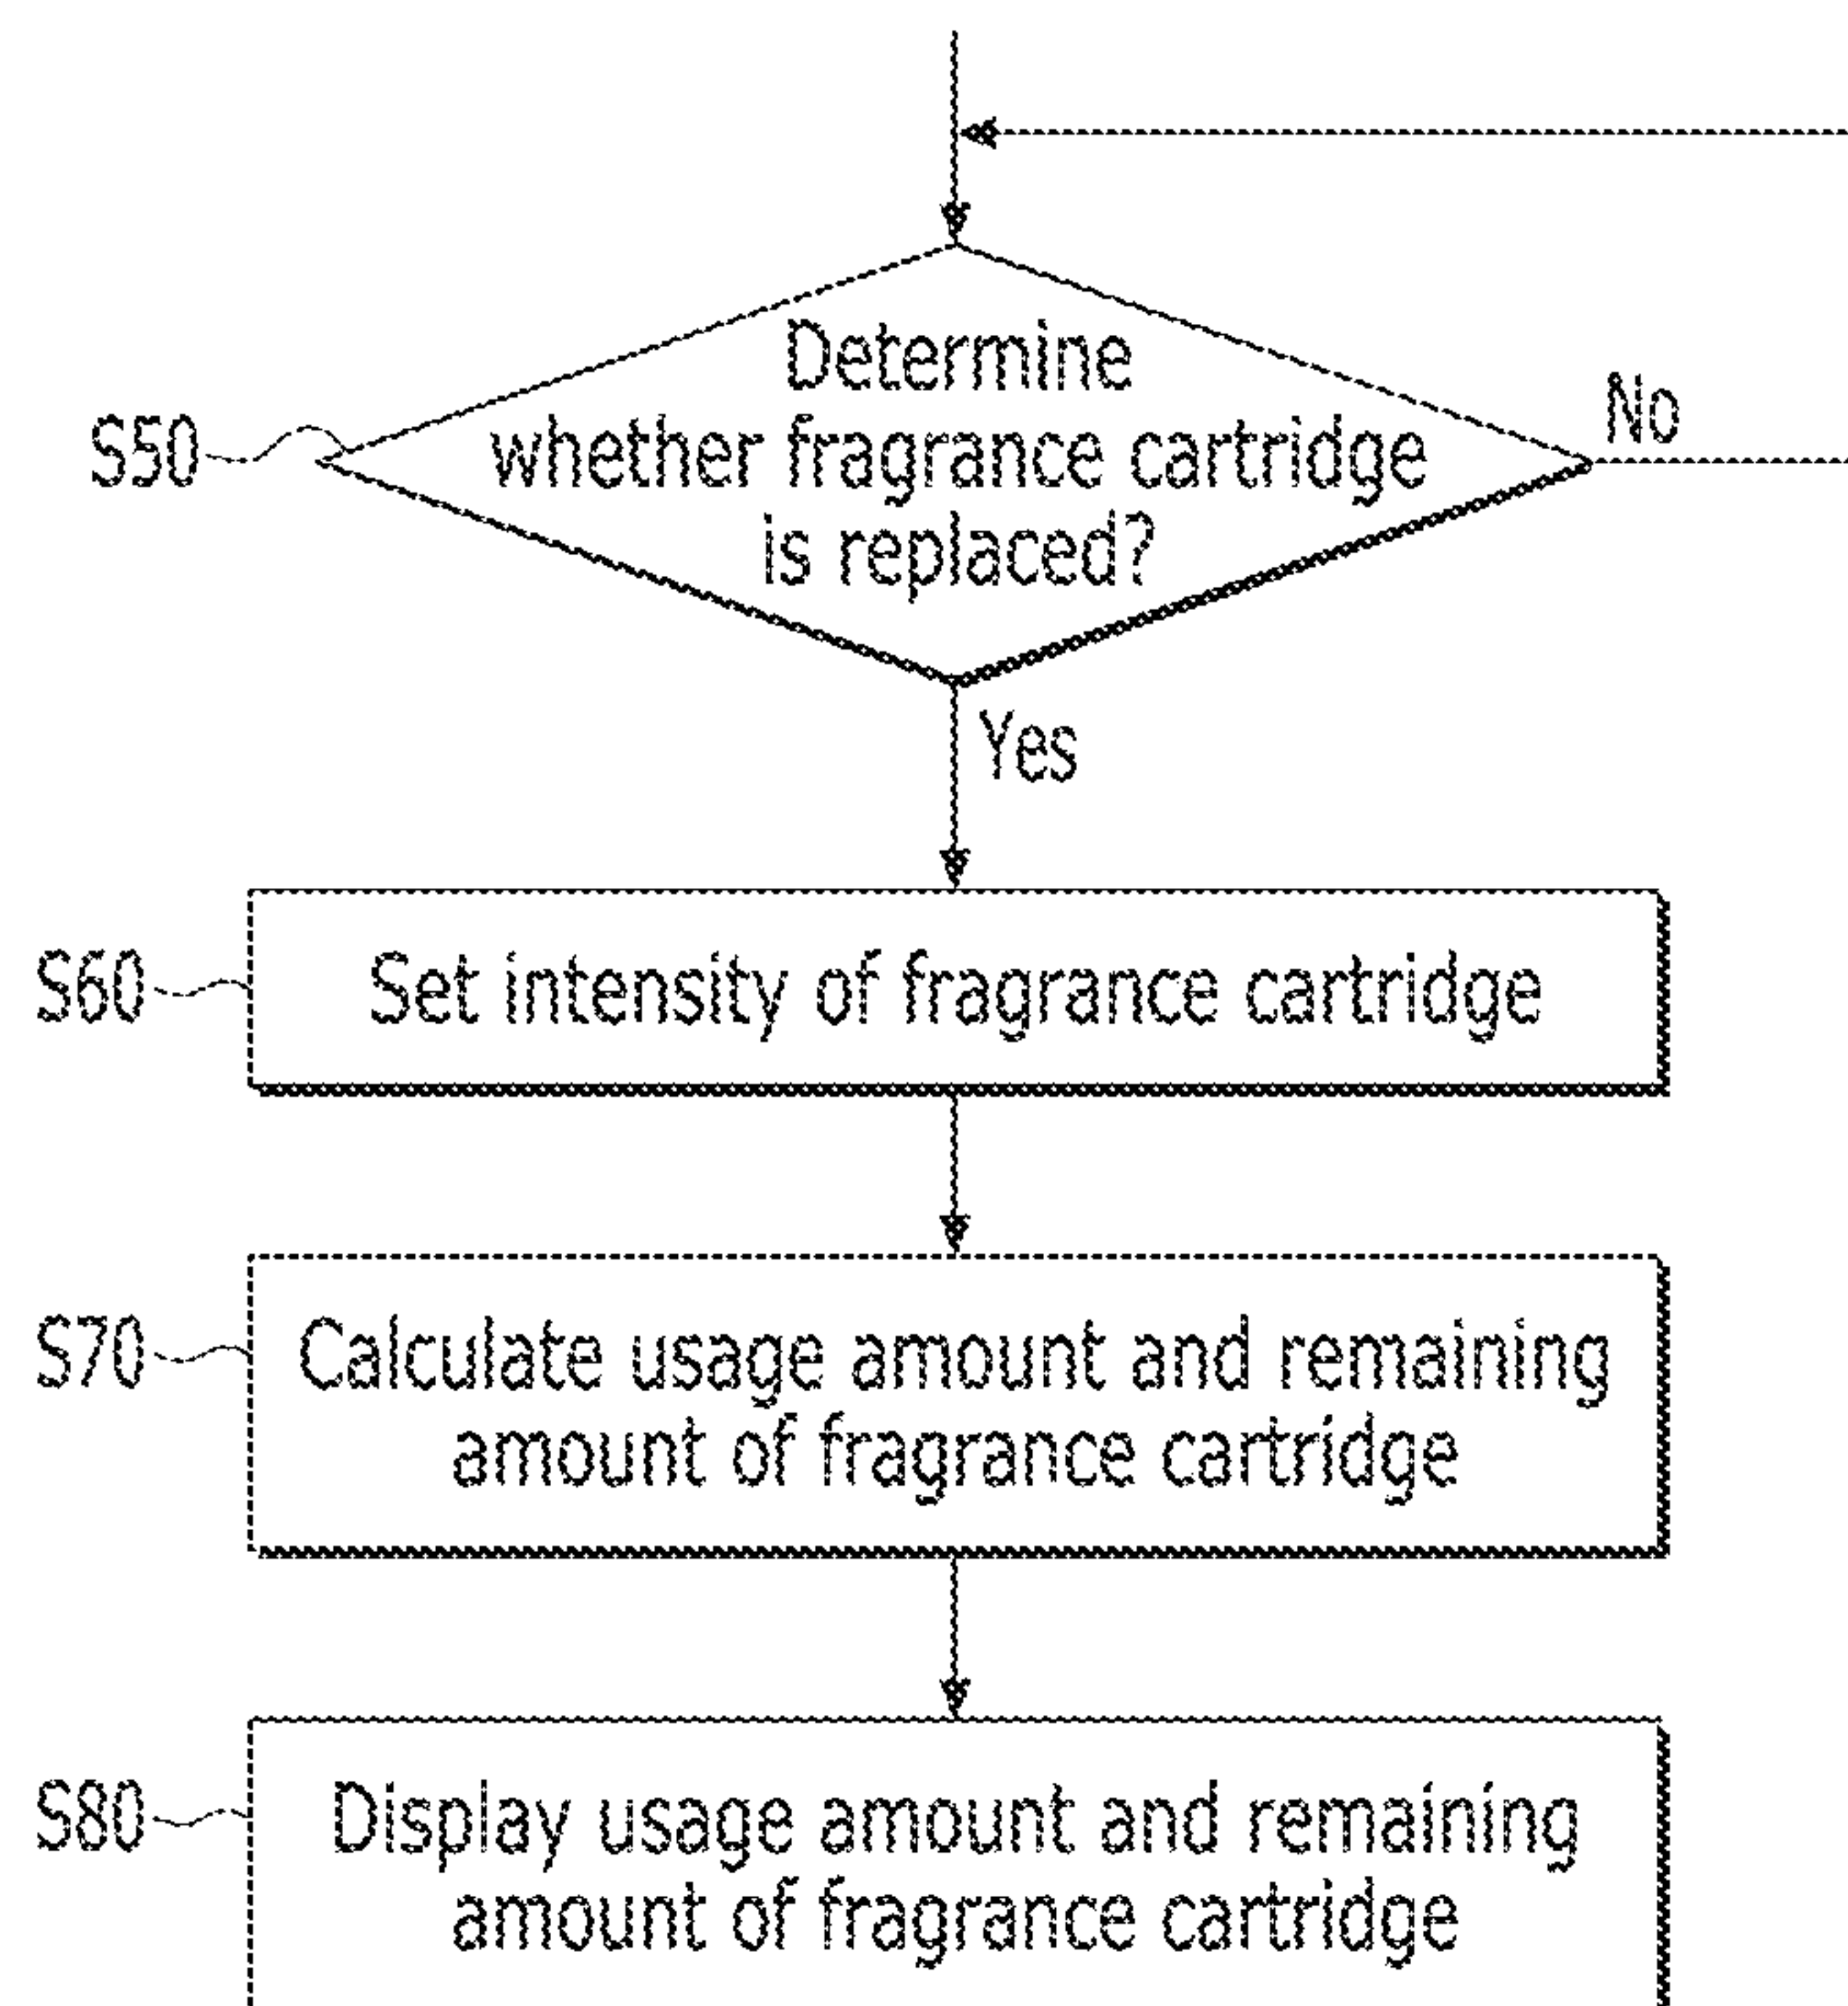 Determine
S50
whether fragrance cartridge
No
is replaced?
Yes
S60
Set intensity of fragrance cartridge
S70
Calculate usage amount and remaining
amount of fragrance cartridge
S80
Display usage amount and remaining
amount of fragrance cartridge